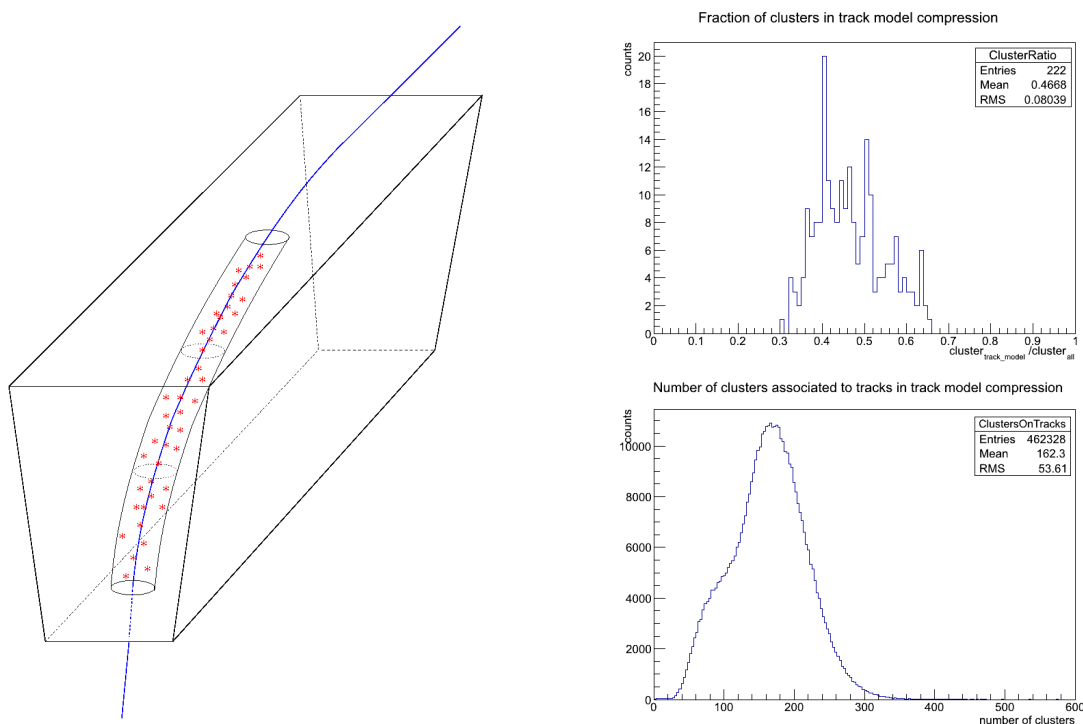 Fraction of clusters in track model compression
counts
ClusterRatio
Entries 222
Mean 0.4668
RMS 0.08039
20
18
16
14
12
10
8
6
4
2
0
0 0.1 0.2 0.3 0.4 0.5 0.6 0.7 0.8 0.9 1
cluster track_model /cluster all
Number of clusters associated to tracks in track model compression
counts
ClustersOnTracks
Entries 462328
Mean 162.3
RMS 53.61
10000
8000
6000
4000
2000
0
0 100 200 300 400 500 600
number of clusters